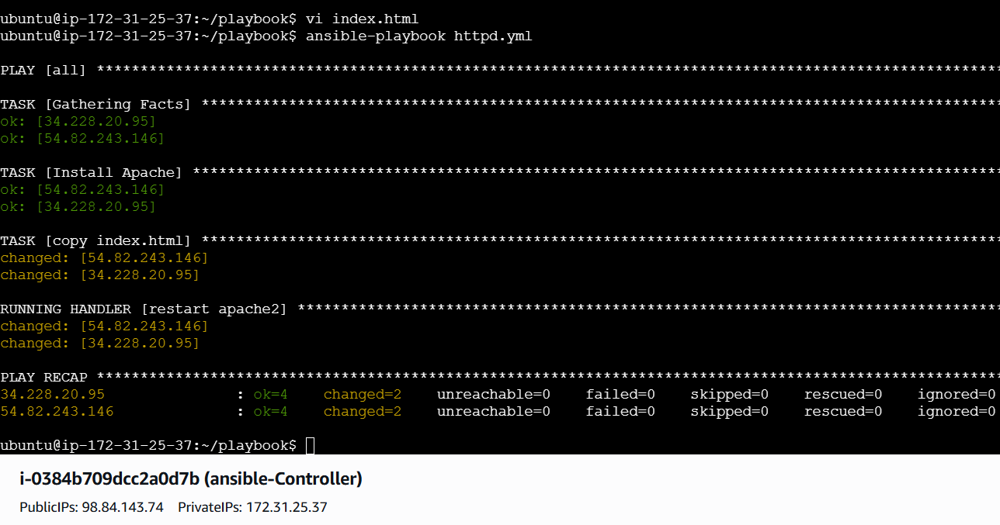 ubuntu@ip-172-31-25-37:~/playbook$ vi index.html
ubuntu@ip-172-31-25-37:~/playbook$ ansible-playbook httpd.yml
PLAY [all] ********************************************************************************************************
TASK [Gathering Facts] ********************************************************************************************
ok: [34.228.20.95]
ok: [54.82.243.146]
TASK [Install Apache] *********************************************************************************************
ok: [54.82.243.146]
ok: [34.228.20.95]
TASK [copy index.html] ********************************************************************************************
changed: [54.82.243.146]
changed: [34.228.20.95]
RUNNING HANDLER [restart apache2] *********************************************************************************
changed: [54.82.243.146]
changed: [34.228.20.95]
PLAY RECAP ********************************************************************************************************
34.228.20.95 : ok=4 changed=2 unreachable=0 failed=0 skipped=0 rescued=0 ignored=0
54.82.243.146 : ok=4 changed=2 unreachable=0 failed=0 skipped=0 rescued=0 ignored=0
ubuntu@ip-172-31-25-37:~/playbook$
i-0384b709dcc2a0d7b (ansible-Controller)
PublicIPs: 98.84.143.74 PrivateIPs: 172.31.25.37